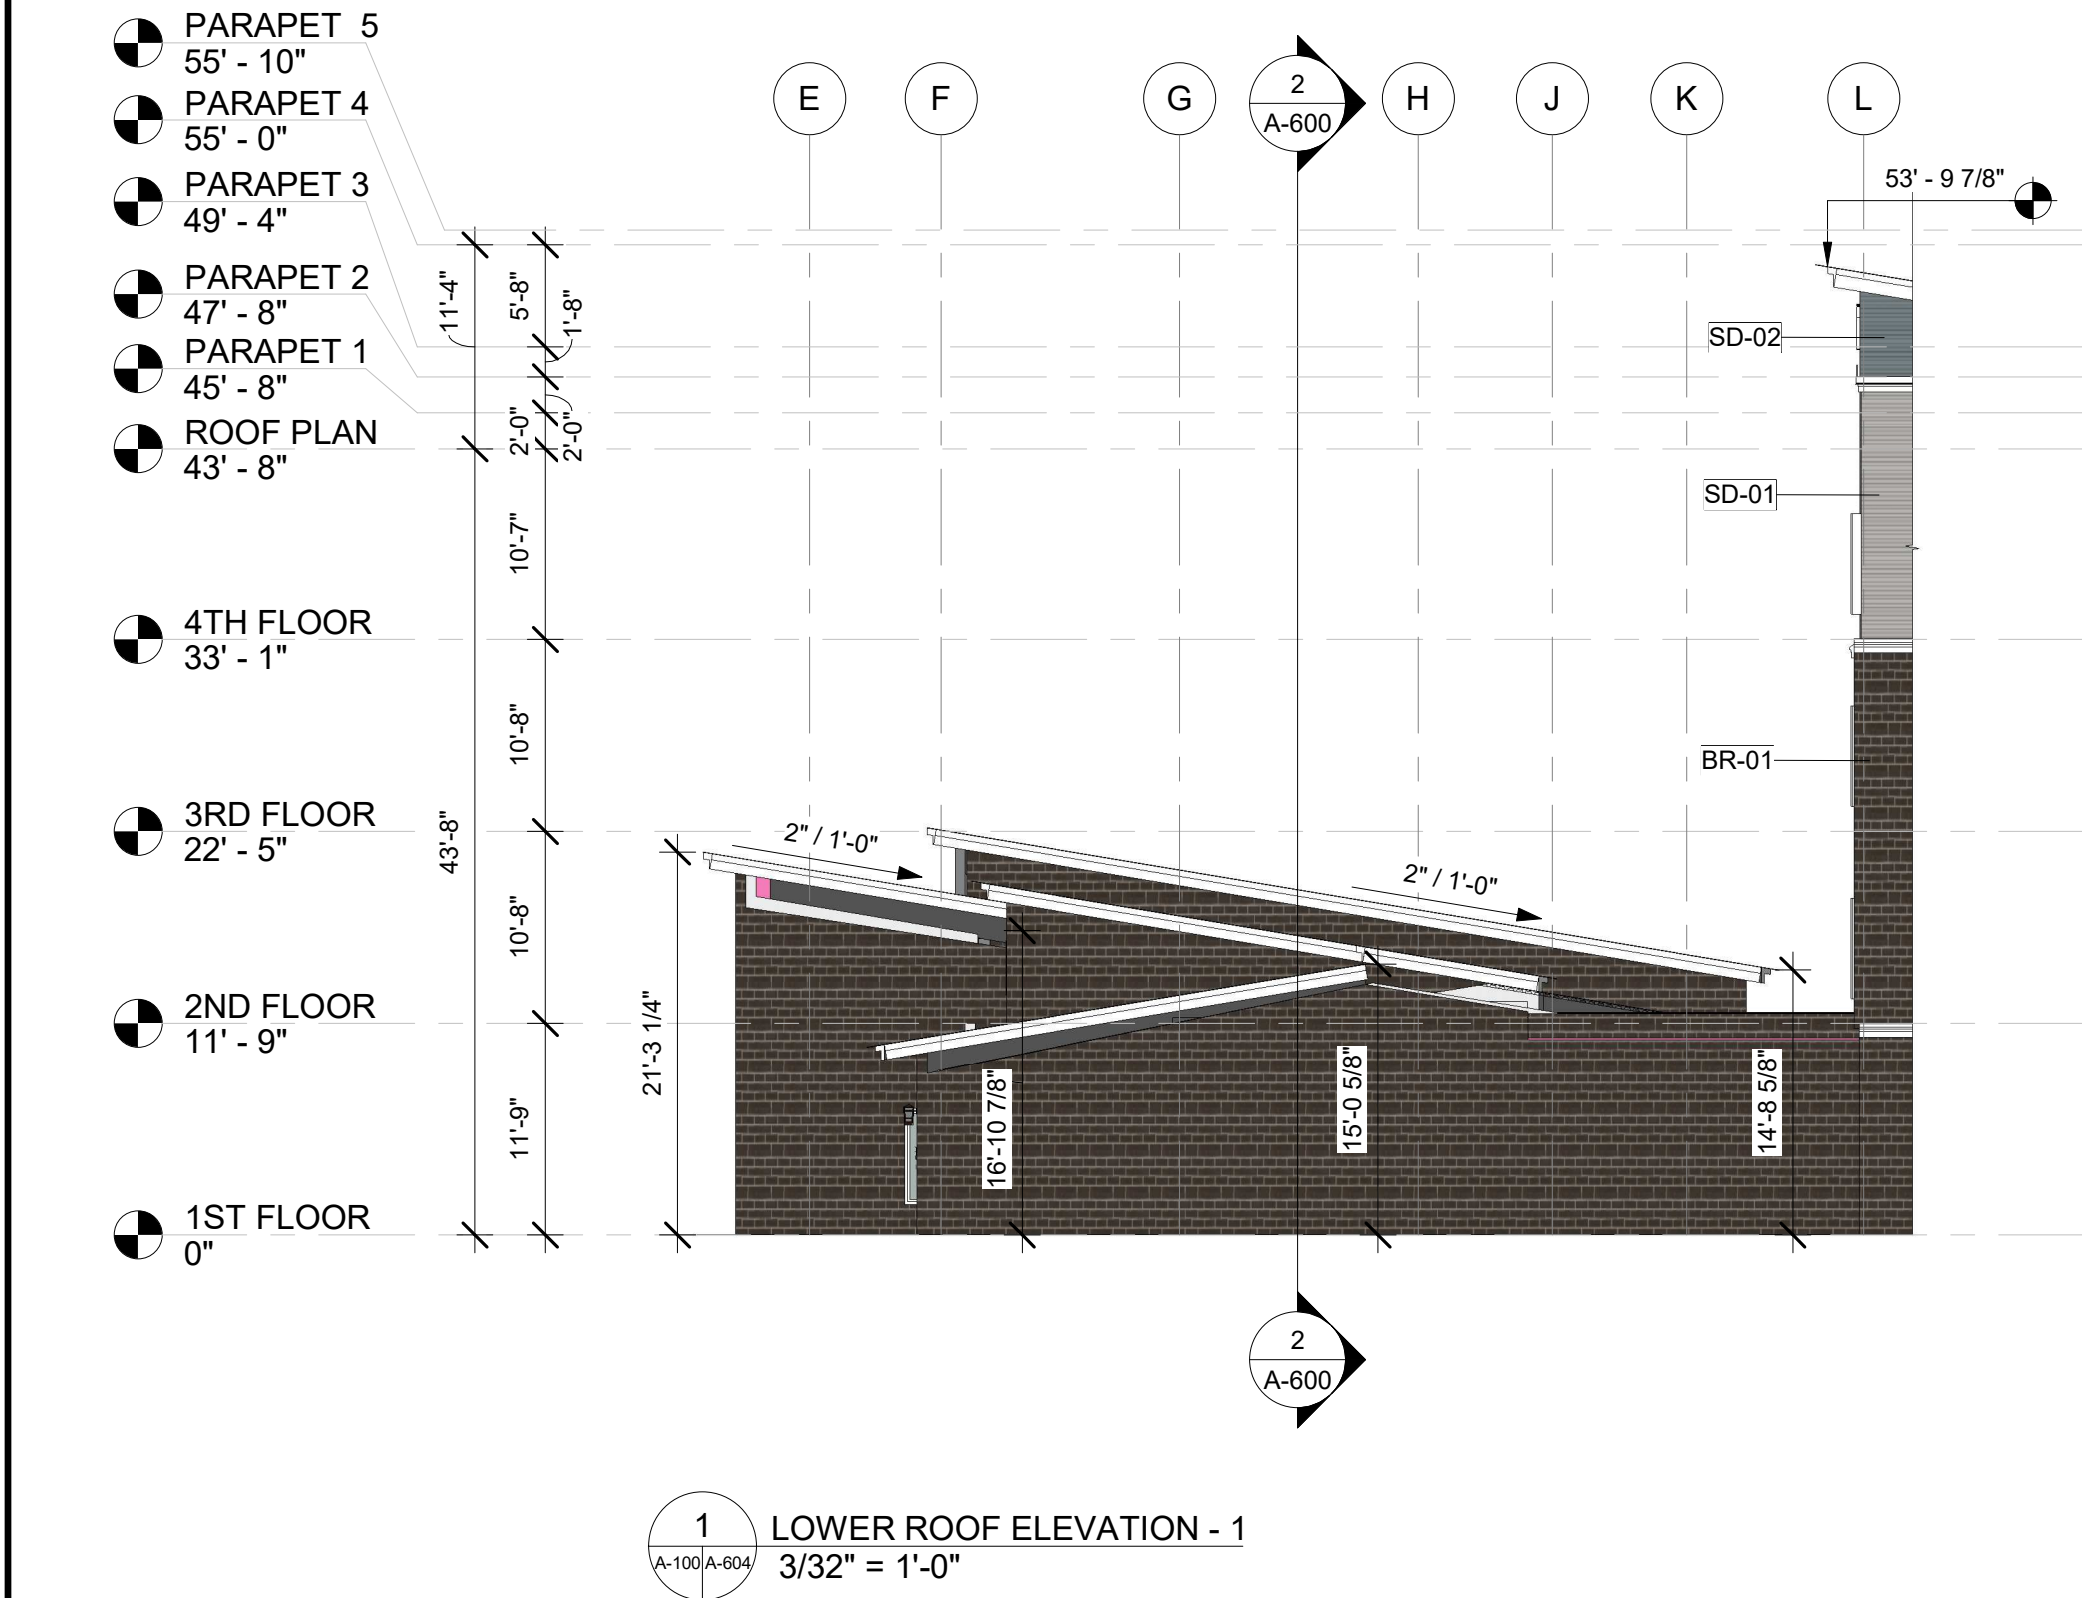 PARAPET 5
55' - 10"
PARAPET 4
55' - 0"
PARAPET 3
49' - 4"
PARAPET 2
47' - 8"
PARAPET 1
45' - 8"
ROOF PLAN
43' - 8"
4TH FLOOR
33' - 1"
3RD FLOOR
22' - 5"
2ND FLOOR
11' - 9"
1ST FLOOR
0"
11'-4"
43'-8"
5'-8"
1'-8"
2'-0"
2'-0"
10'-7"
10'-8"
10'-8"
11'-9"
E
F
G
2
A-600
H
J
K
L
53' - 9 7/8"
SD-02
SD-01
BR-01
2" / 1'-0"
2" / 1'-0"
21'-3 1/4"
16'-10 7/8"
15'-0 5/8"
14'-8 5/8"
2
A-600
1
A-100 A-604
LOWER ROOF ELEVATION - 1
3/32" = 1'-0"